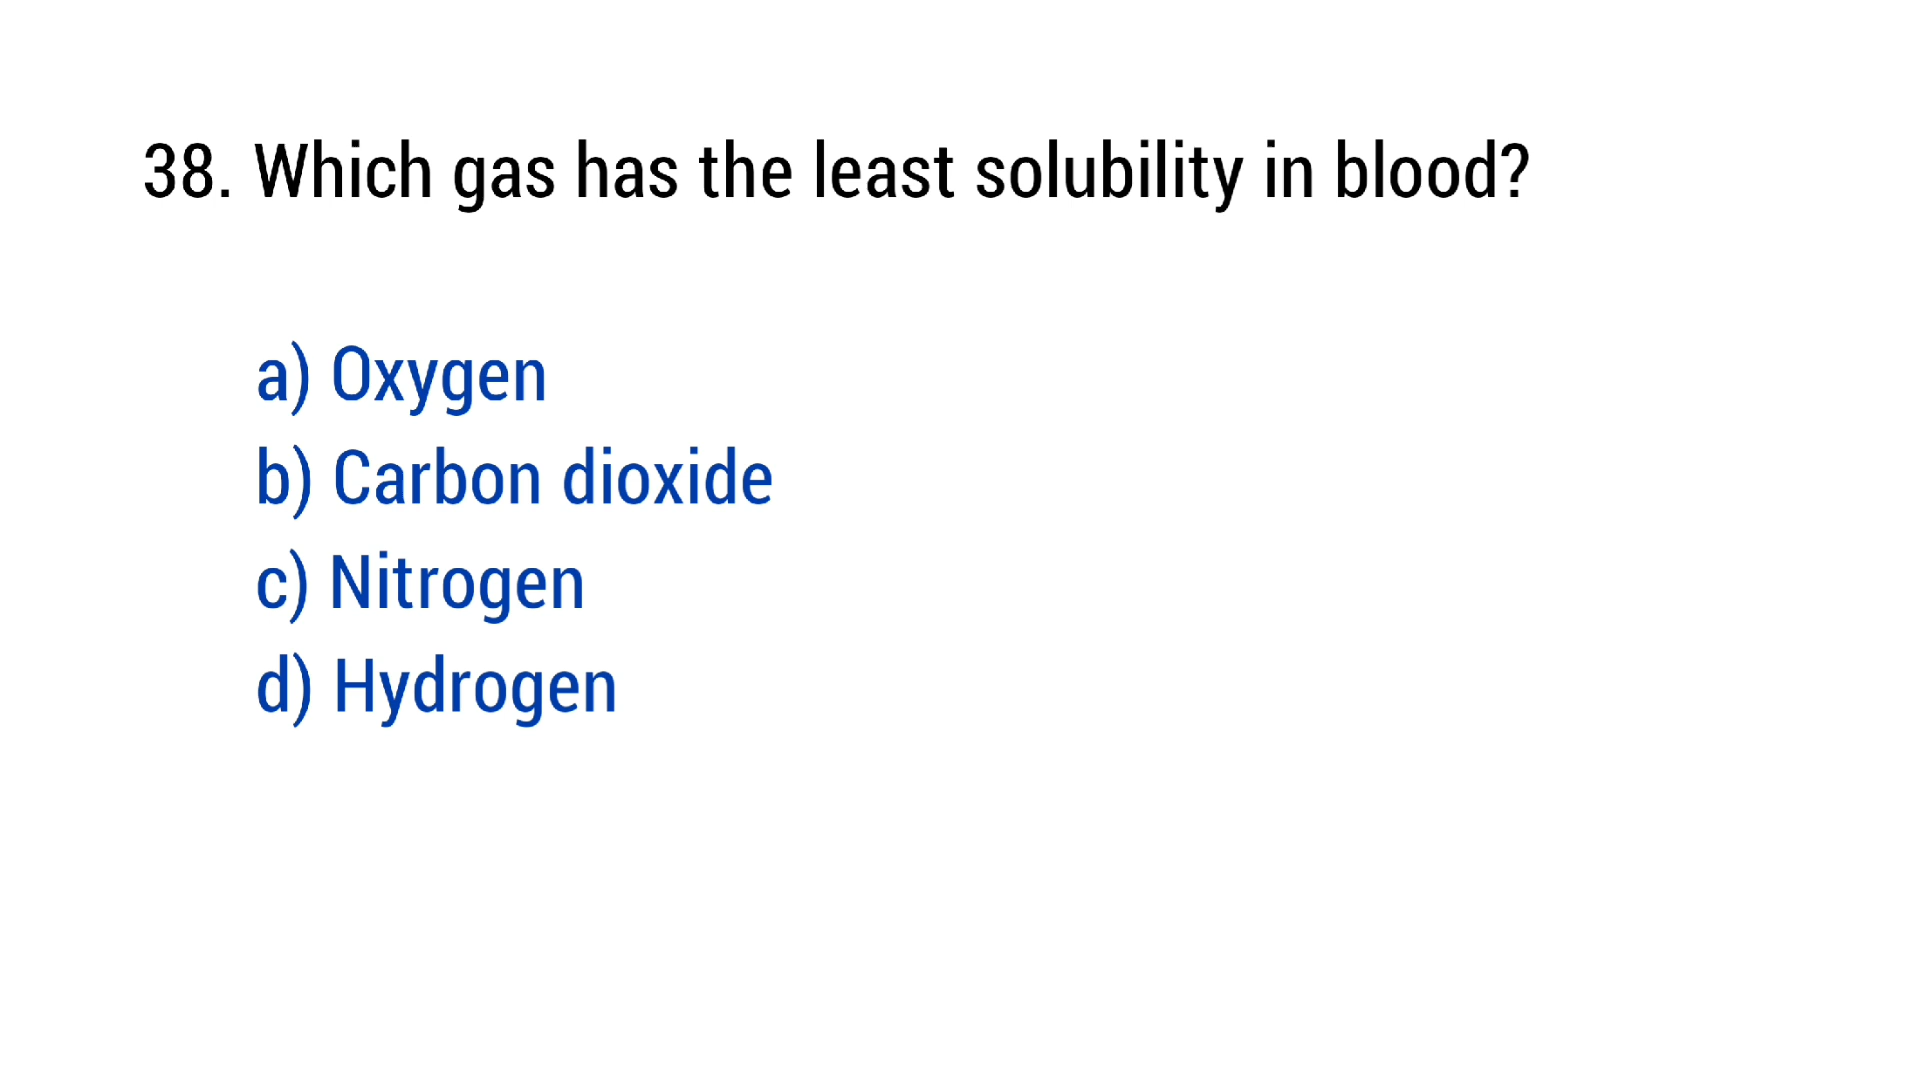 38. Which gas has the least solubility in blood?
a) Oxygen
b) Carbon dioxide
c) Nitrogen
d) Hydrogen